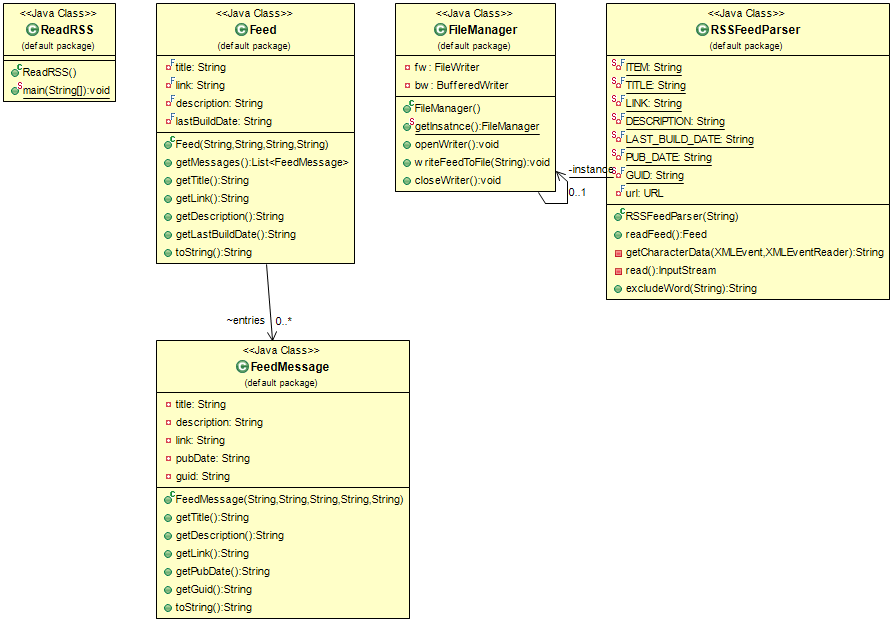 <<Java Class>>
ReadRSS
(default package)
ReadRSS()
main(String[]):void
<<Java Class>>
Feed
(default package)
title: String
link: String
description: String
lastBuildDate: String
Feed(String,String,String,String)
getMessages():List<FeedMessage>
getTitle():String
getLink():String
getDescription():String
getLastBuildDate():String
toString():String
<<Java Class>>
FileManager
(default package)
fw: FileWriter
bw: BufferedWriter
FileManager()
getInsatnce():FileManager
openWriter():void
writeFeedToFile(String):void
closeWriter():void
-instance
0..1
<<Java Class>>
RSSFeedParser
(default package)
ITEM: String
TITLE: String
LINK: String
DESCRIPTION: String
LAST_BUILD_DATE: String
PUB_DATE: String
GUID: String
url: URL
RSSFeedParser(String)
readFeed():Feed
getCharacterData(XMLEvent,XMLEventReader):String
read():InputStream
excludeWord(String):String
~entries
0..*
<<Java Class>>
FeedMessage
(default package)
title: String
description: String
link: String
pubDate: String
guid: String
FeedMessage(String,String,String,String,String)
getTitle():String
getDescription():String
getLink():String
getPubDate():String
getGuid():String
toString():String